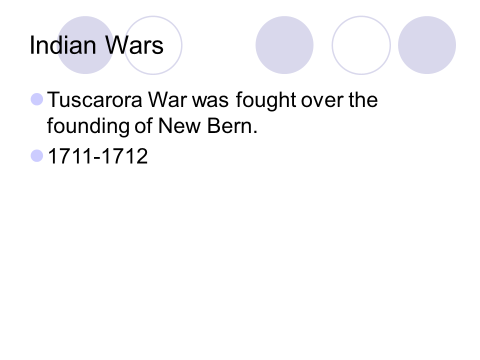 Indian Wars
Tuscarora War was fought over the
founding of New Bern.
1711-1712